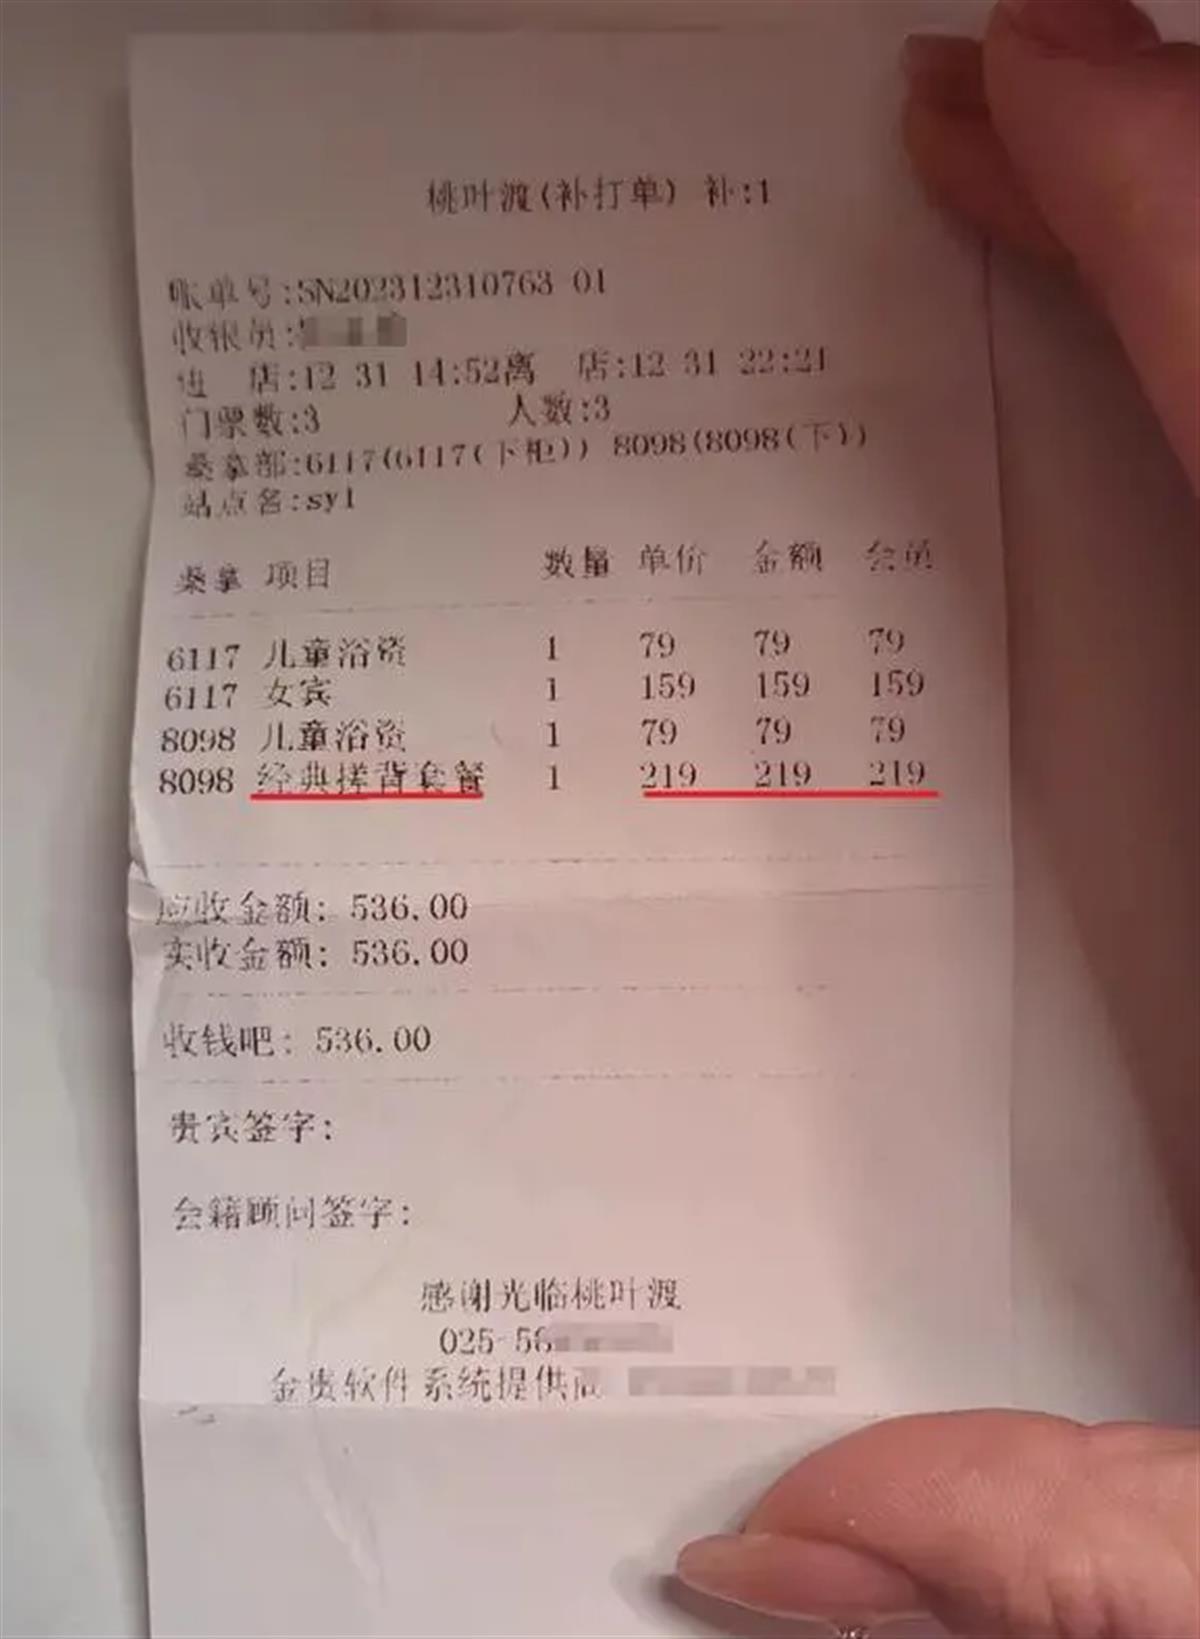 桃叶渡(补打单) 补:1
账单号:SN202312310763 01
收银员:
进 店:12 31 14:52离 店:12 31 22:21
门票数:3 人数:3
桑拿部:6117(6117(下柜)) 8098(8098(下))
站点名:sy1
桑拿 项目 数量 单价 金额 会员
6117 儿童浴资 1 79 79 79
6117 女宾 1 159 159 159
8098 儿童浴资 1 79 79 79
8098 经典搓背套餐 1 219 219 219
应收金额: 536.00
实收金额: 536.00
收钱吧: 536.00
贵宾签字:
会籍顾问签字:
感谢光临桃叶渡
025-56
金贵软件系统提供商